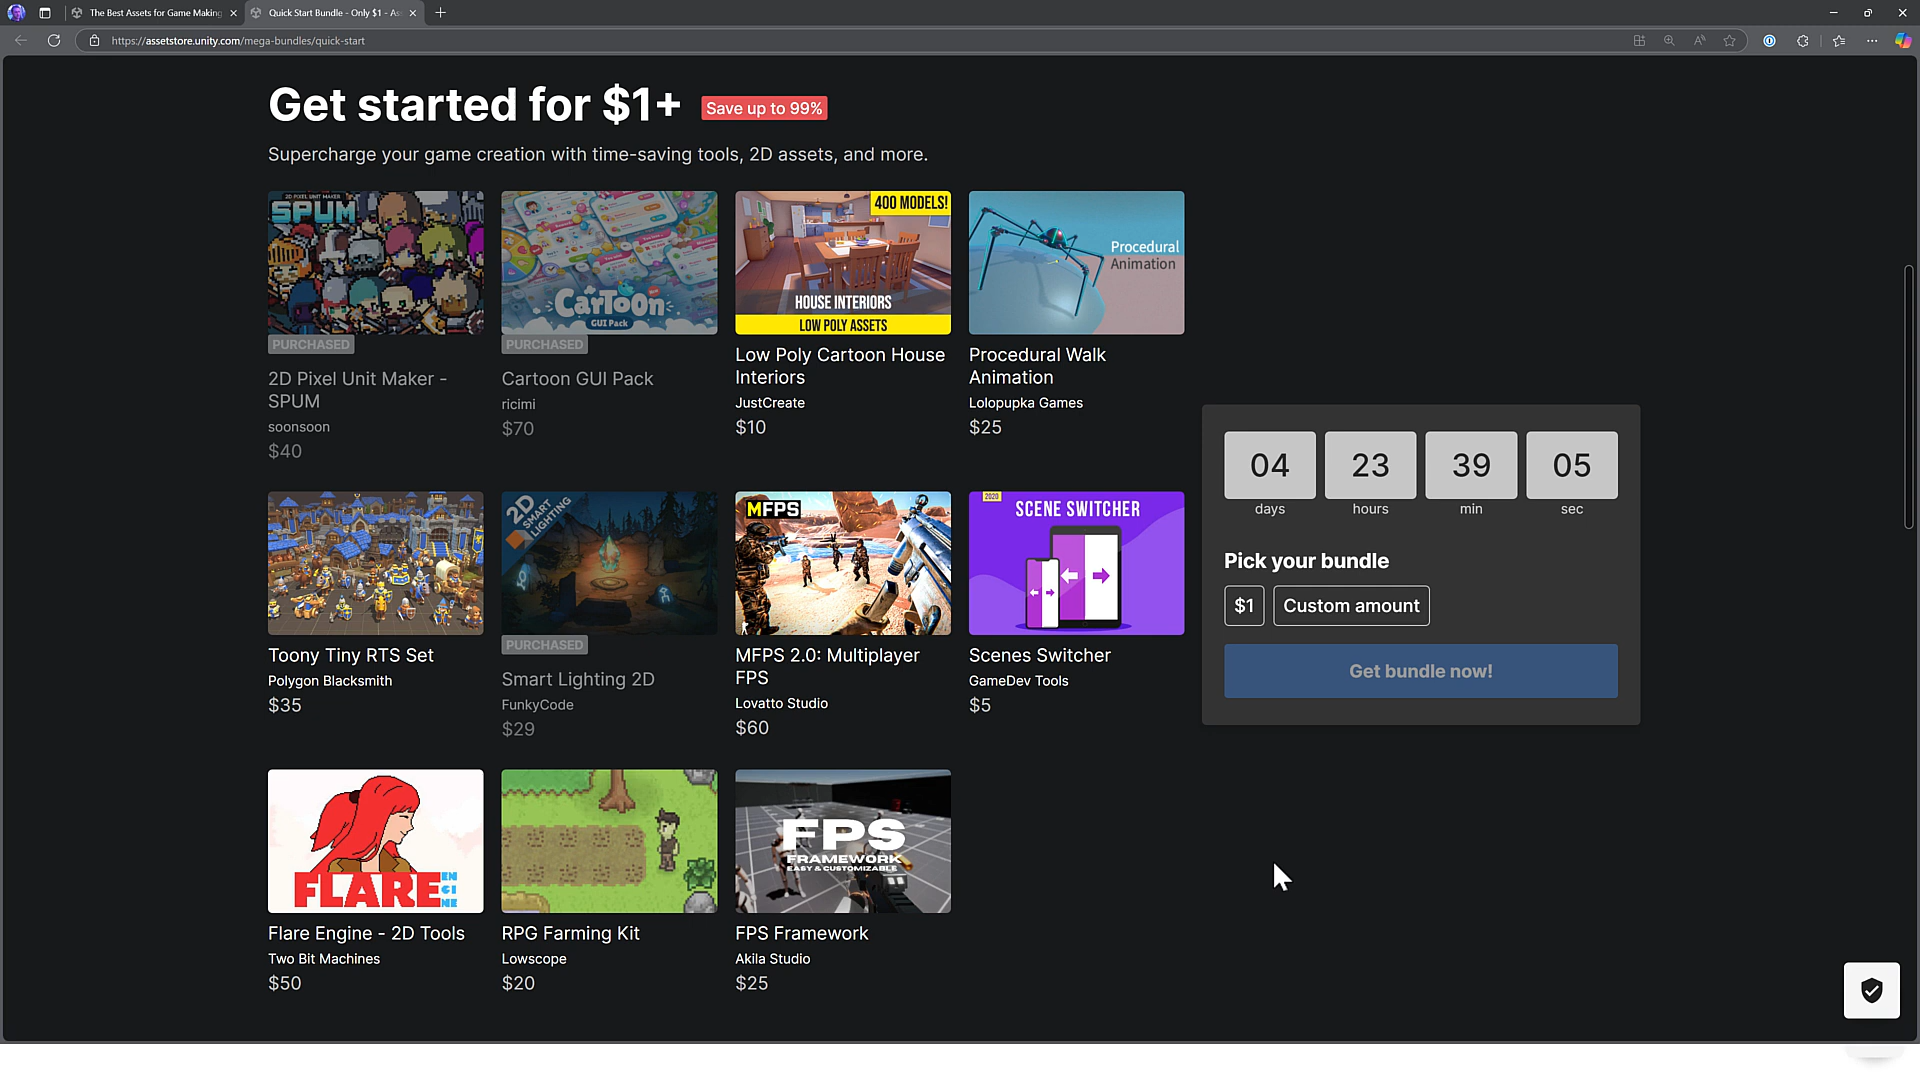 The Best Assets for Game Making
Quick Start Bundle - Only $1 - As
https://assetstore.unity.com/mega-bundles/quick-start
Get started for $1+
Save up to 99%
Supercharge your game creation with time-saving tools, 2D assets, and more.
2D PIXEL UNIT MAKER
SPUM
PURCHASED
2D Pixel Unit Maker -
SPUM
soonsoon
$40
CarToon
GUI Pack
PURCHASED
Cartoon GUI Pack
ricimi
$70
400 MODELS!
HOUSE INTERIORS
LOW POLY ASSETS
Low Poly Cartoon House
Interiors
JustCreate
$10
Procedural
Animation
Procedural Walk
Animation
Lolopupka Games
$25
04
23
39
05
days
hours
min
sec
Pick your bundle
$1
Custom amount
Get bundle now!
Toony Tiny RTS Set
Polygon Blacksmith
$35
2D
SMART
LIGHTING
PURCHASED
Smart Lighting 2D
FunkyCode
$29
MFPS
MFPS 2.0: Multiplayer
FPS
Lovatto Studio
$60
2020
SCENE SWITCHER
Scenes Switcher
GameDev Tools
$5
FLARE
EN
GI
NE
Flare Engine - 2D Tools
Two Bit Machines
$50
RPG Farming Kit
Lowscope
$20
FPS
FRAMEWORK
EASY & CUSTOMIZABLE
FPS Framework
Akila Studio
$25